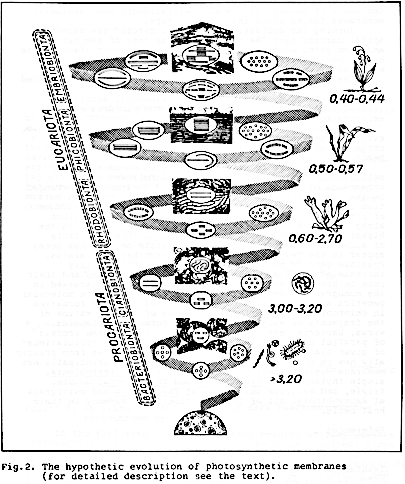 EUCARIOTA
PROCARIOTA
BACTERIOBIONTA CIANOBIONTA RHODOBIONTA PHICOBIONTA EMBRIOBIONTA
0,40-0,44
0,50-0,57
0,60-2,70
3,00-3,20
>3,20
Fig.2. The hypothetic evolution of photosynthetic membranes
(for detailed description see the text).